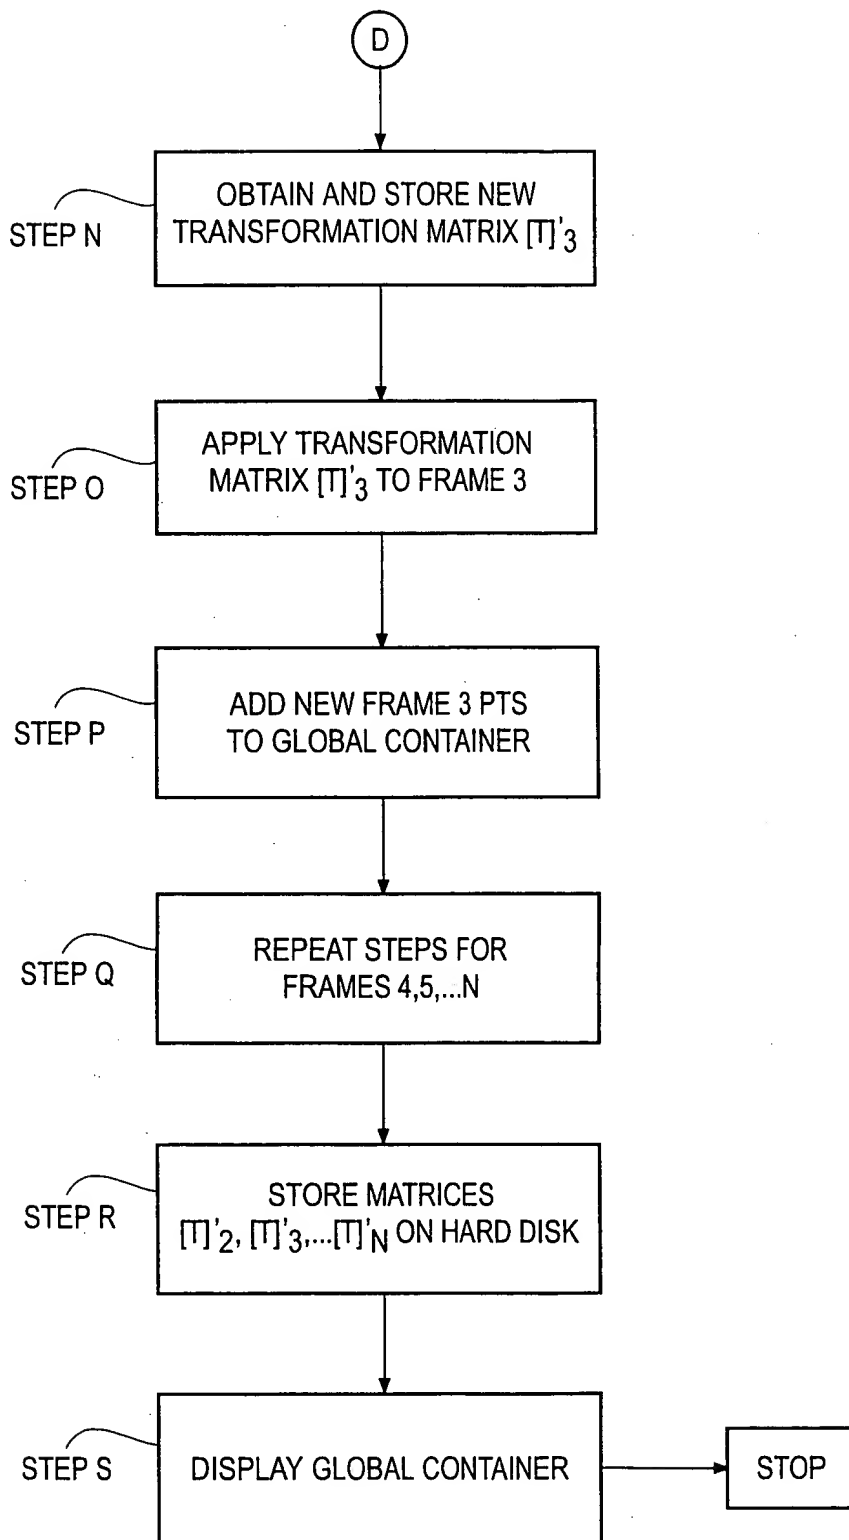 D
OBTAIN AND STORE NEW
TRANSFORMATION MATRIX [T]'3
STEP N
APPLY TRANSFORMATION
MATRIX [T]'3 TO FRAME 3
STEP O
ADD NEW FRAME 3 PTS
TO GLOBAL CONTAINER
STEP P
REPEAT STEPS FOR
FRAMES 4,5,...N
STEP Q
STORE MATRICES
[T]'2, [T]'3,...[T]'N ON HARD DISK
STEP R
DISPLAY GLOBAL CONTAINER
STEP S
STOP